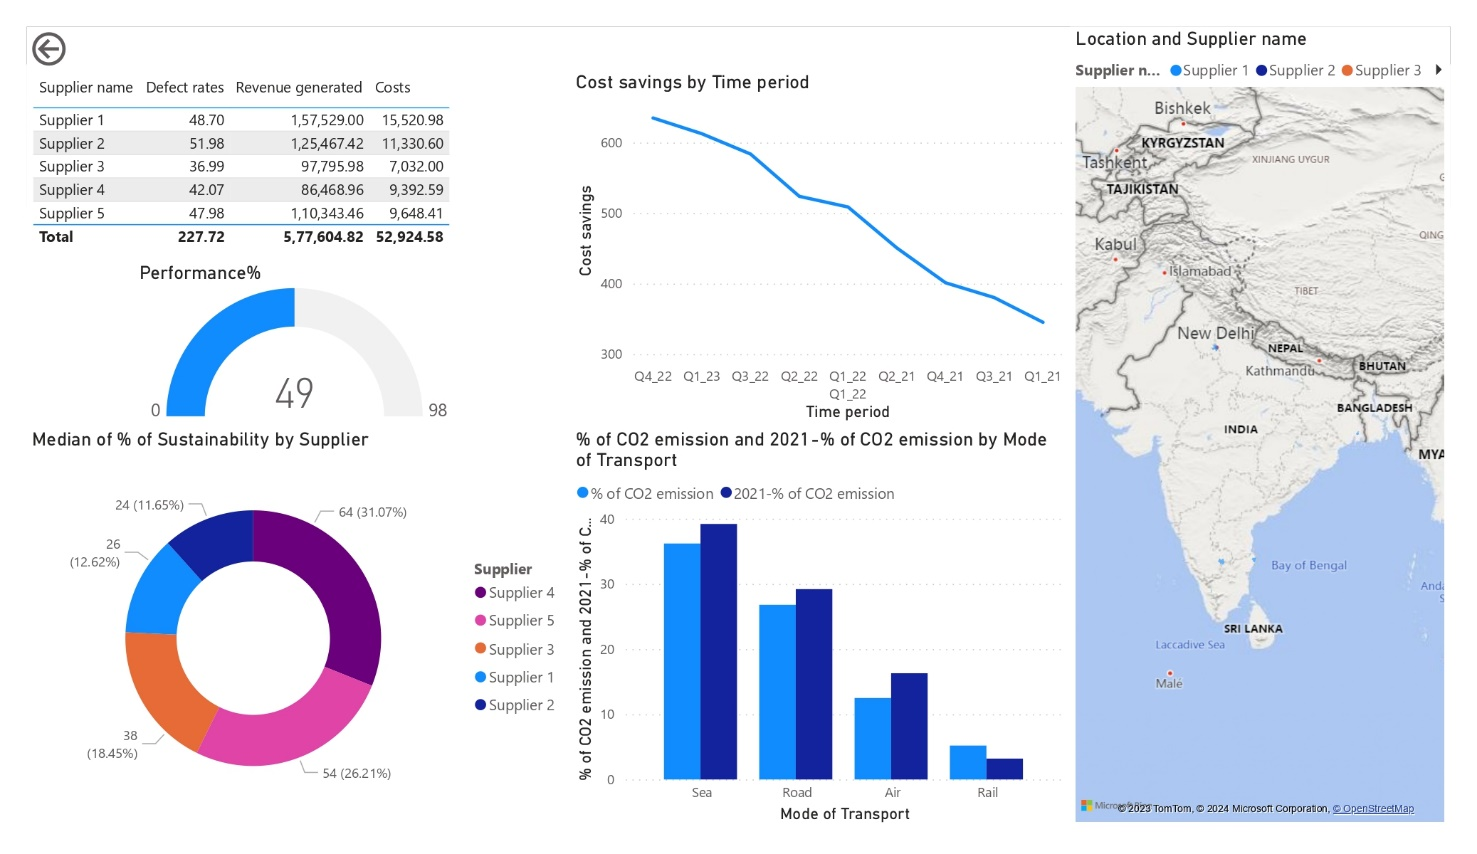 Supplier name Defect rates Revenue generated Costs
Supplier 1 48.70 1,57,529.00 15,520.98
Supplier 2 51.98 1,25,467.42 11,330.60
Supplier 3 36.99 97,795.98 7,032.00
Supplier 4 42.07 86,468.96 9,392.59
Supplier 5 47.98 1,10,343.46 9,648.41
Total 227.72 5,77,604.82 52,924.58
Performance%
0
49
98
Median of % of Sustainability by Supplier
24 (11.65%)
64 (31.07%)
26
(12.62%)
38
(18.45%)
54 (26.21%)
Supplier
Supplier 4
Supplier 5
Supplier 3
Supplier 1
Supplier 2
Cost savings by Time period
Cost savings
600
500
400
300
Q4_22 Q1_23 Q3_22 Q2_22 Q1_22 Q2_21 Q4_21 Q3_21 Q1_21
Q1_22
Time period
% of CO2 emission and 2021-% of CO2 emission by Mode
of Transport
% of CO2 emission 2021-% of CO2 emission
% of CO2 emission and 2021-% of C...
40
30
20
10
0
Sea Road Air Rail
Mode of Transport
Location and Supplier name
Supplier n... Supplier 1 Supplier 2 Supplier 3
Bishkek
KYRGYZSTAN
Tashkent
XINJIANG UYGUR
TAJIKISTAN
QING
Kabul
Islamabad
TIBET
New Delhi
NEPAL
Kathmandu
BHUTAN
BANGLADESH
INDIA
MYA
Bay of Bengal
Anda
S
SRI LANKA
Laccadive Sea
Malé
Microsoft
© 2023 TomTom, © 2024 Microsoft Corporation, © OpenStreetMap